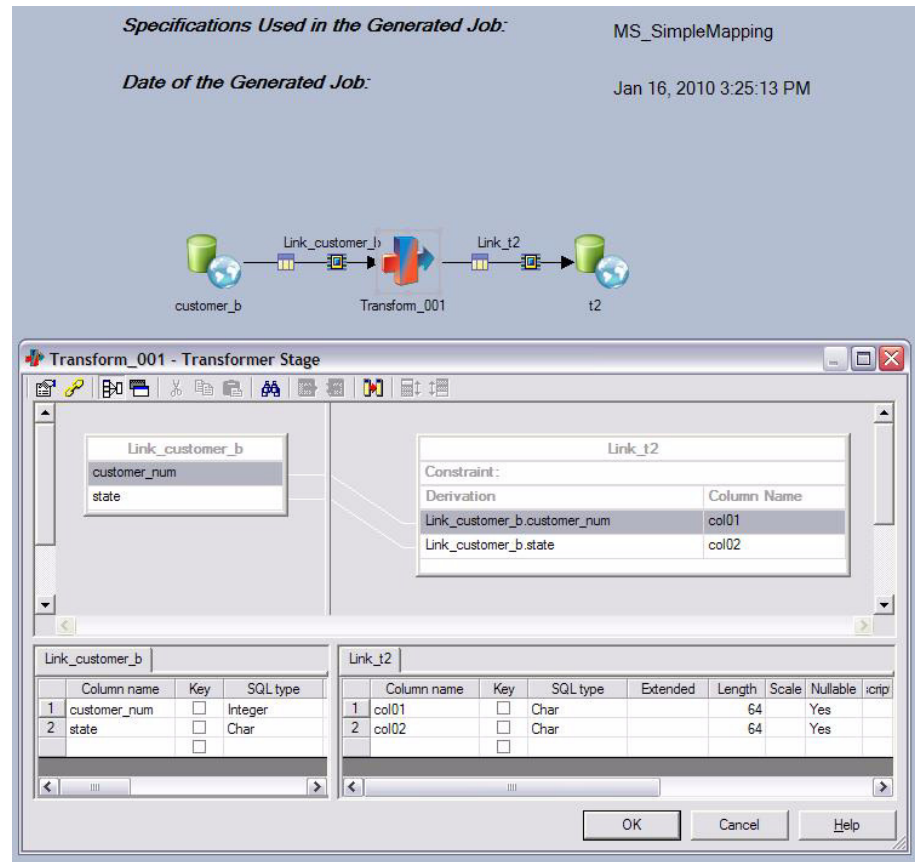 Specifications Used in the Generated Job: MS_SimpleMapping
Date of the Generated Job: Jan 16, 2010 3:25:13 PM
Link_customer_b Link_t2
customer_b Transform_001 t2
Transform_001 - Transformer Stage
Link_customer_b
customer_num
state
Link_t2
Constraint:
Derivation Column Name
Link_customer_b.customer_num col01
Link_customer_b.state col02
Link_customer_b
Column name Key SQL type
1 customer_num Integer
2 state Char
Link_t2
Column name Key SQL type Extended Length Scale Nullable scrip
1 col01 Char 64 Yes
2 col02 Char 64 Yes
OK Cancel Help